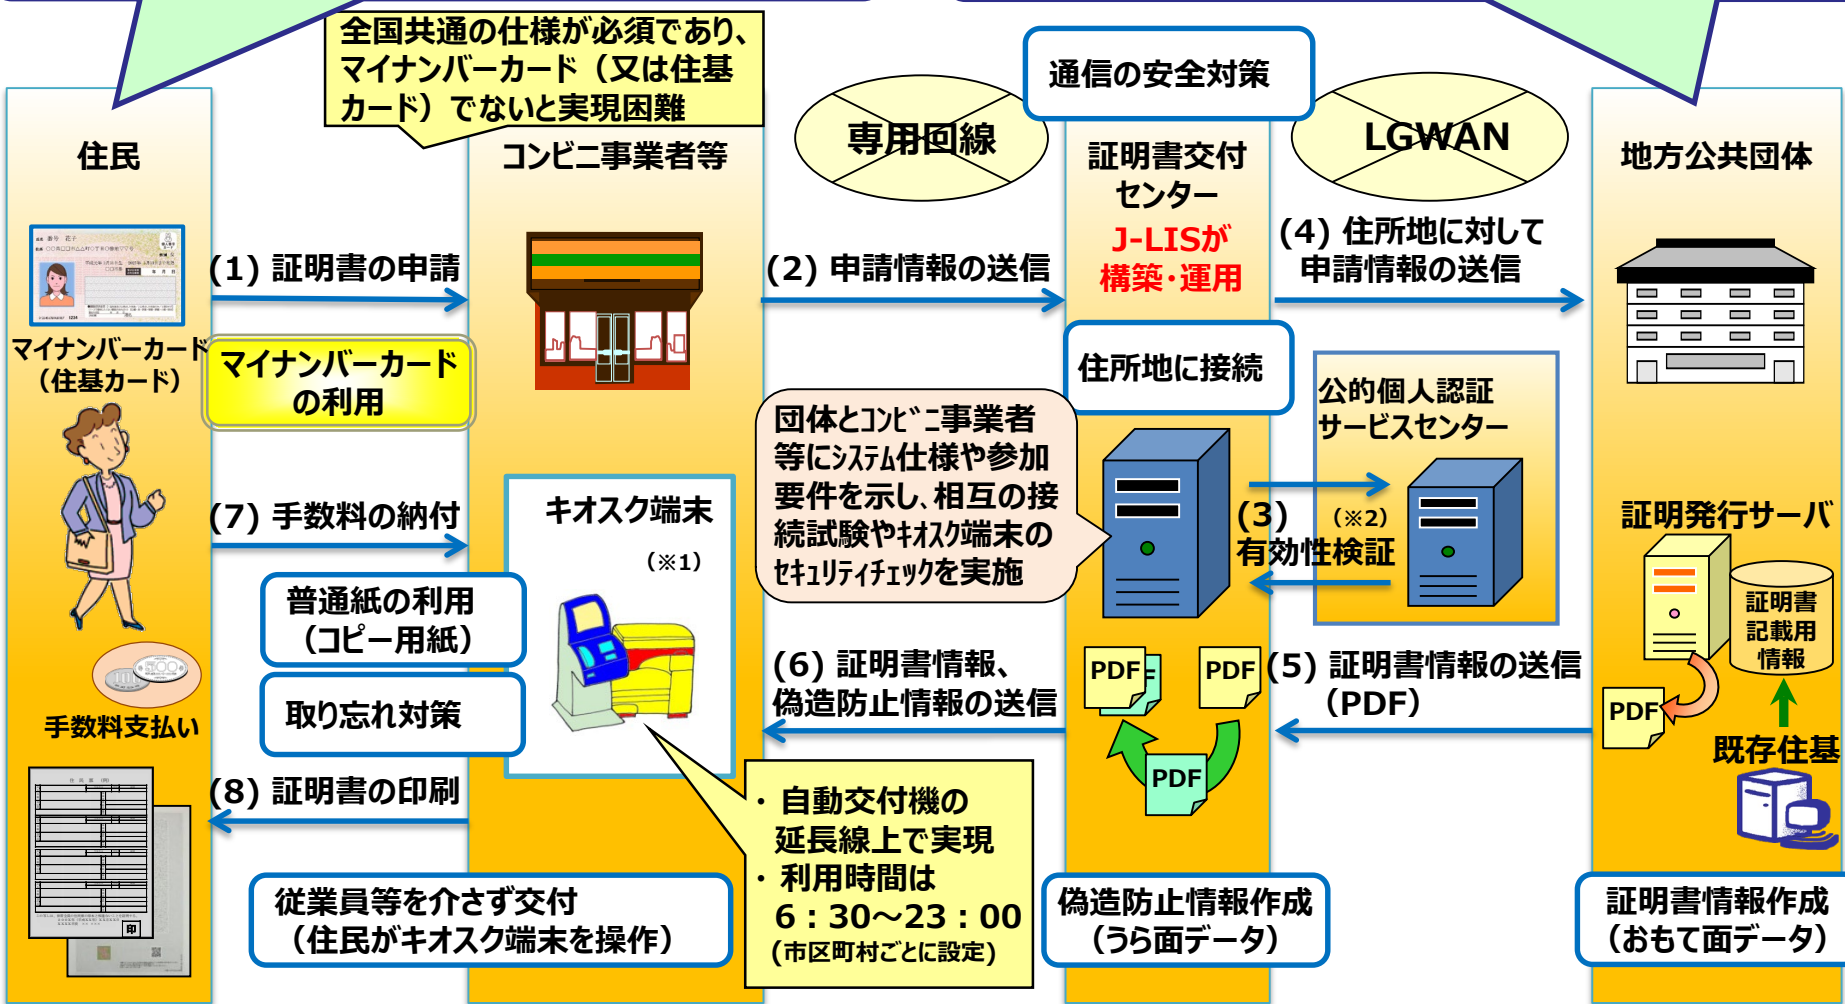 全国共通の仕様が必須であり、
マイナンバーカード（又は住基
カード）でないと実現困難
通信の安全対策
専用回線
LGWAN
住民
コンビニ事業者等
証明書交付
センター
J-LISが
構築・運用
地方公共団体
番号 花子
1234
(1) 証明書の申請
(2) 申請情報の送信
(4) 住所地に対して
申請情報の送信
マイナンバーカード
（住基カード）
マイナンバーカード
の利用
住所地に接続
公的個人認証
サービスセンター
団体とｺﾝﾋﾞﾆ事業者
等にｼｽﾃﾑ仕様や参加
要件を示し、相互の接
続試験やｷｵｽｸ端末の
ｾｷｭﾘﾃｨﾁｪｯｸを実施
(7) 手数料の納付
キオスク端末
（※1）
(3)
（※2）
有効性検証
証明発行サーバ
証明書
記載用
情報
普通紙の利用
（コピー用紙）
取り忘れ対策
手数料支払い
(6) 証明書情報、
偽造防止情報の送信
PDF
PDF
PDF
(5) 証明書情報の送信
（PDF）
PDF
既存住基
(8) 証明書の印刷
住 民 票 （例）
印
・ 自動交付機の
延長線上で実現
・ 利用時間は
6：30～23：00
(市区町村ごとに設定)
従業員等を介さず交付
（住民がキオスク端末を操作）
偽造防止情報作成
（うら面データ）
証明書情報作成
（おもて面データ）